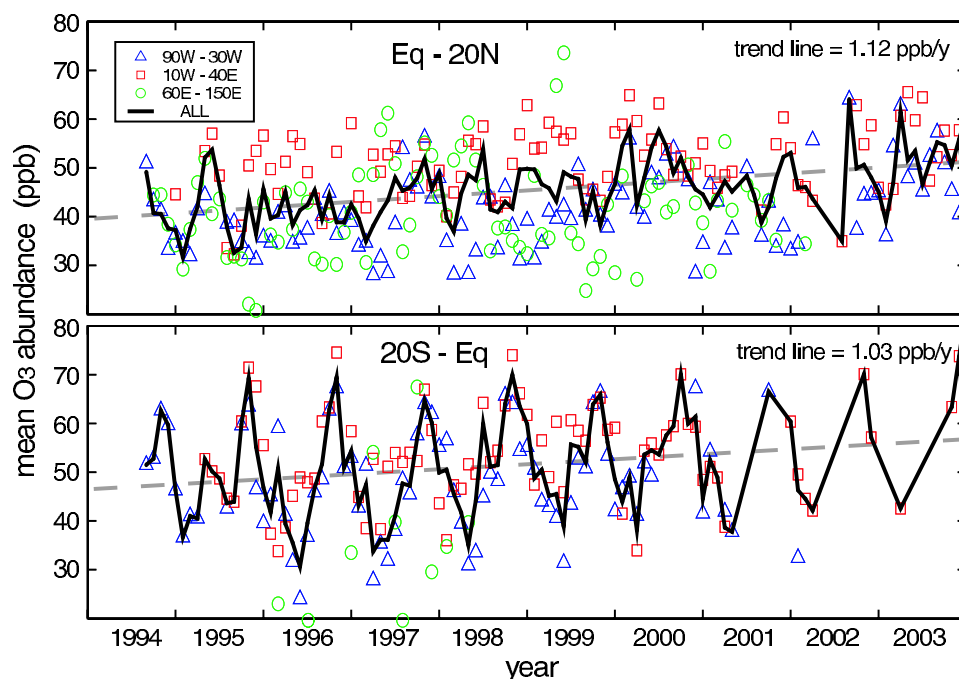 80
70
60
50
40
30
90W - 30W
10W - 40E
60E - 150E
ALL
Eq - 20N
trend line = 1.12 ppb/y
mean O3 abundance (ppb)
80
70
60
50
40
30
20S - Eq
trend line = 1.03 ppb/y
1994 1995 1996 1997 1998 1999 2000 2001 2002 2003
year